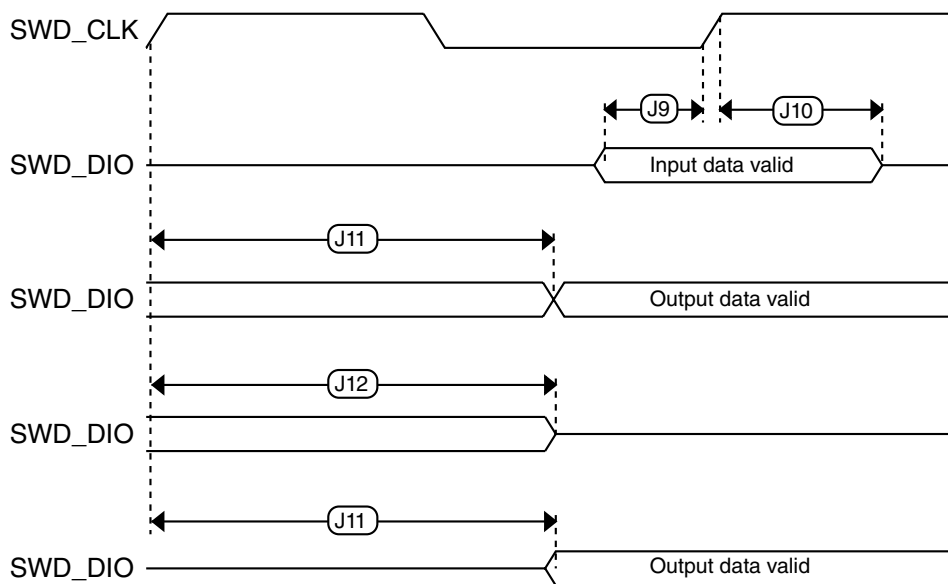 SWD_CLK
J9
J10
SWD_DIO
Input data valid
J11
SWD_DIO
Output data valid
J12
SWD_DIO
J11
SWD_DIO
Output data valid